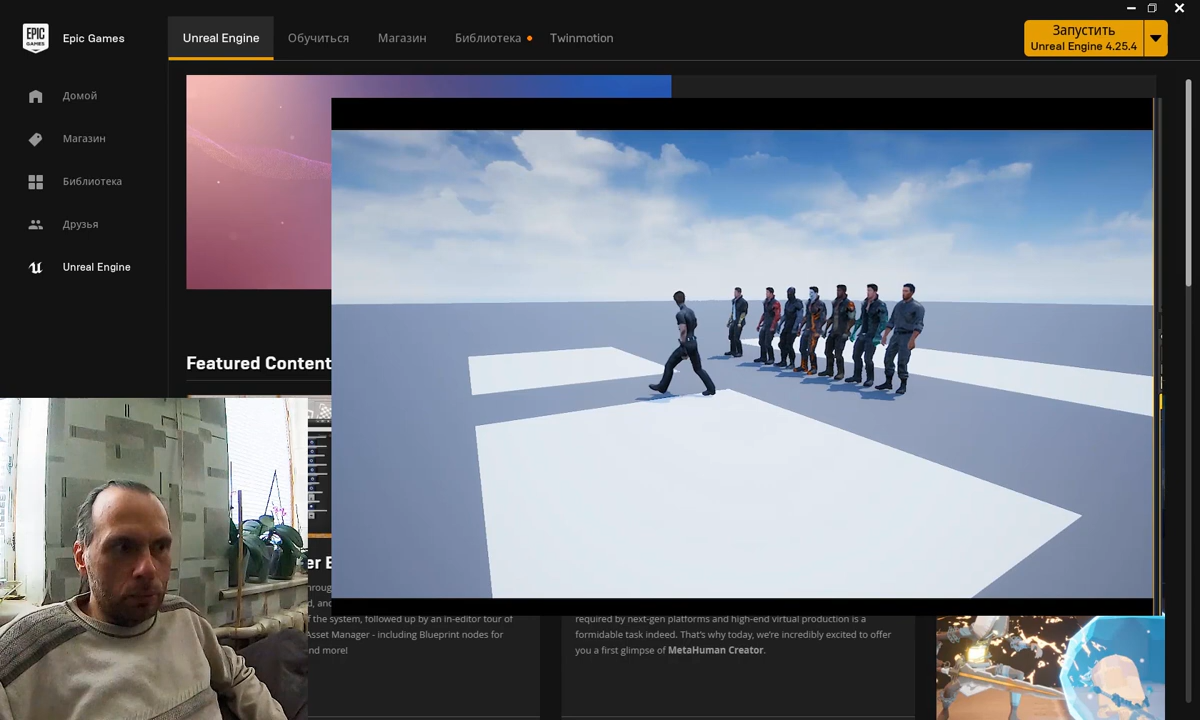 EPIC
GAMES
Epic Games
Unreal Engine
Обучиться
Магазин
Библиотека
Twinmotion
Запустить
Unreal Engine 4.25.4
Домой
Магазин
Библиотека
Друзья
Unreal Engine
Featured Content
of the system, followed up by an in-editor tour of
Asset Manager - including Blueprint nodes for
required by next-gen platforms and high-end virtual production is a
formidable task indeed. That's why today, we're incredibly excited to offer
you a first glimpse of MetaHuman Creator.